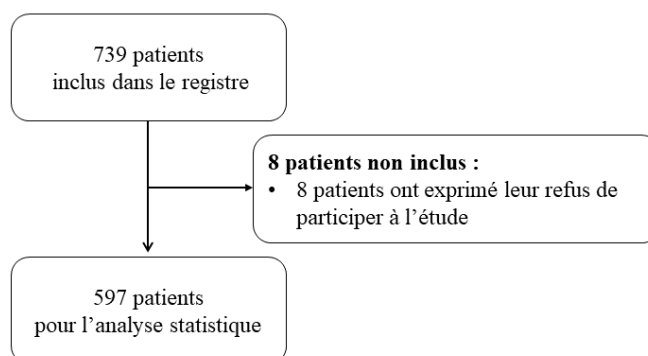 739 patients
inclus dans le registre
8 patients non inclus :
• 8 patients ont exprimé leur refus de
participer à l’étude
597 patients
pour l’analyse statistique